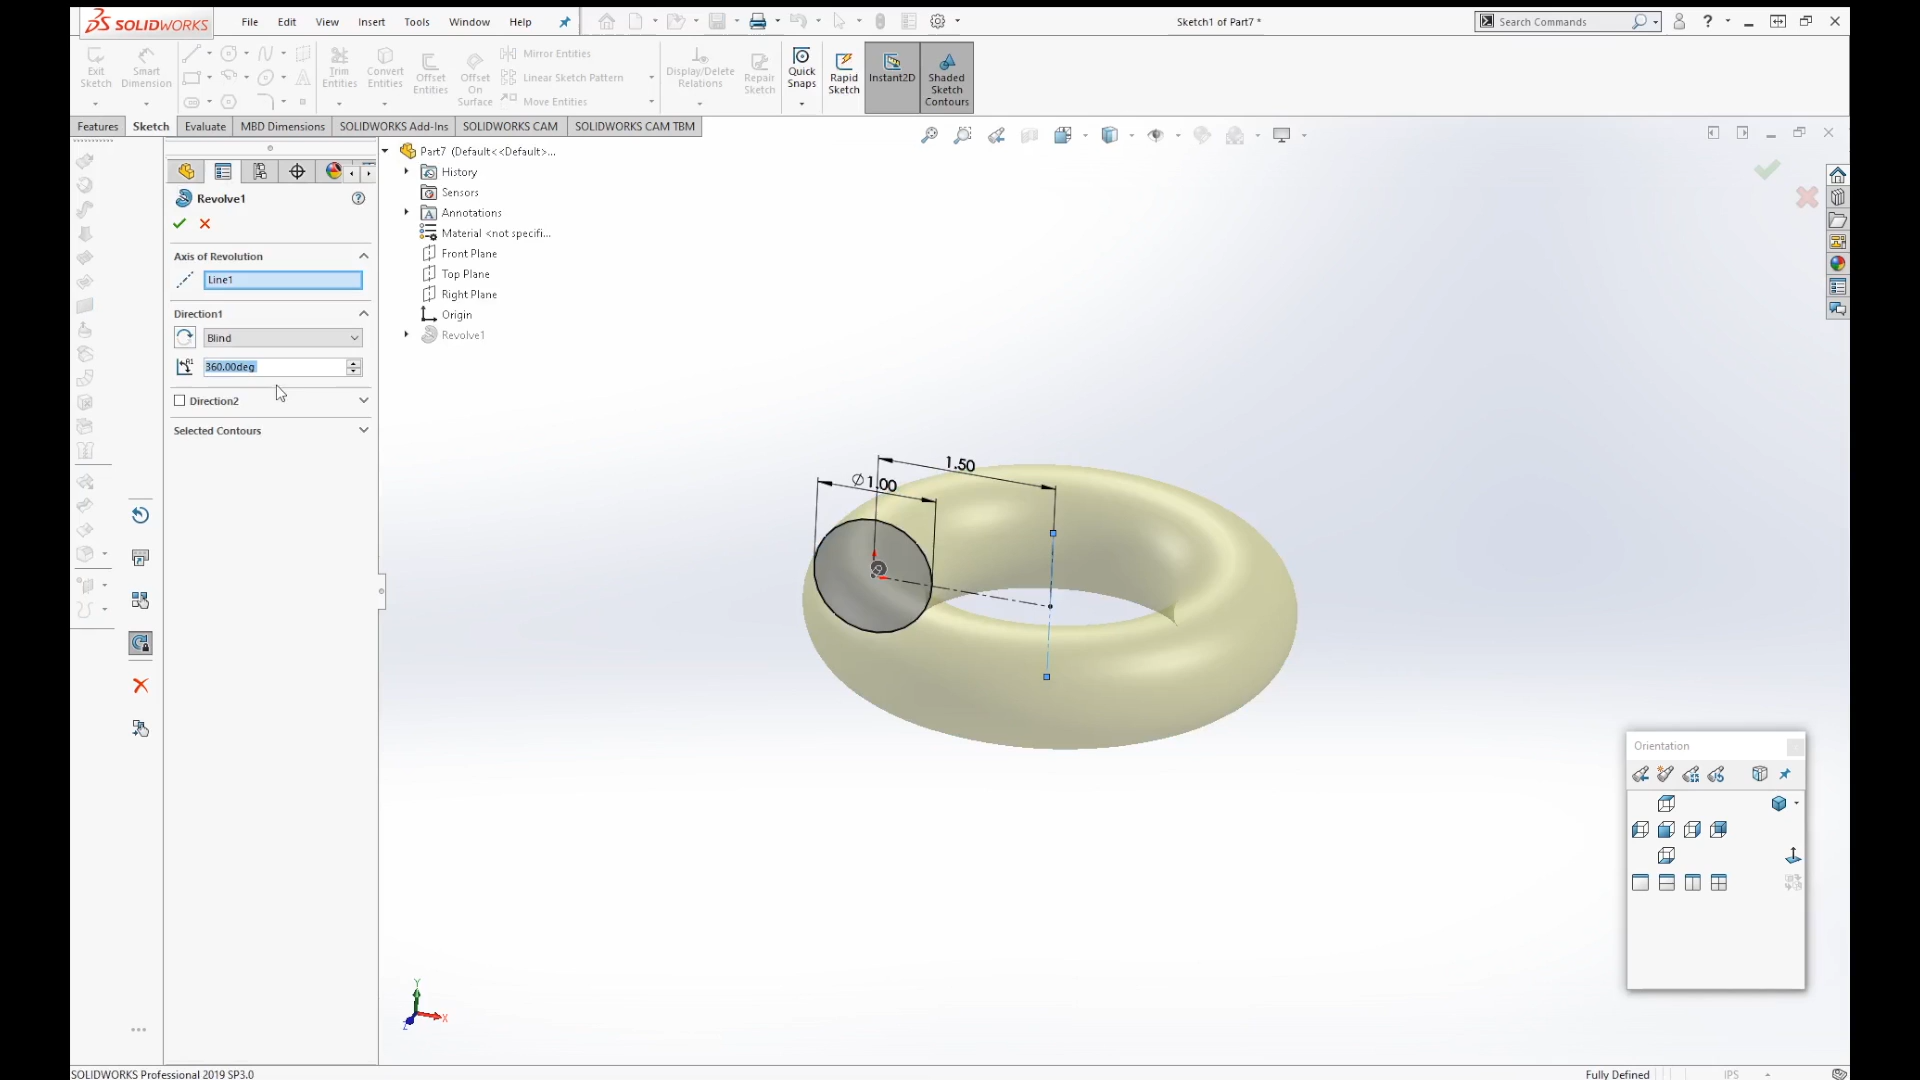 SOLIDWORKS File Edit View Insert Tools Window Help Sketch1 of Part7 * Search Commands ?
Exit Sketch
Smart Dimension
Trim Entities
Convert Entities
Offset Entities
Offset On Surface
Mirror Entities
Linear Sketch Pattern
Move Entities
Display/Delete Relations
Repair Sketch
Quick Snaps
Rapid Sketch
Instant2D
Shaded Sketch Contours
Features Sketch Evaluate MBD Dimensions SOLIDWORKS Add-Ins SOLIDWORKS CAM SOLIDWORKS CAM TBM
Revolve1
Axis of Revolution
Line1
Direction1
Blind
360.00deg
Direction2
Selected Contours
Part7 (Default<<Default>...
History
Sensors
Annotations
Material <not specifi...
Front Plane
Top Plane
Right Plane
Origin
Revolve1
1.50
∅1.00
Orientation
Y
X
Z
SOLIDWORKS Professional 2019 SP3.0
Fully Defined
IPS